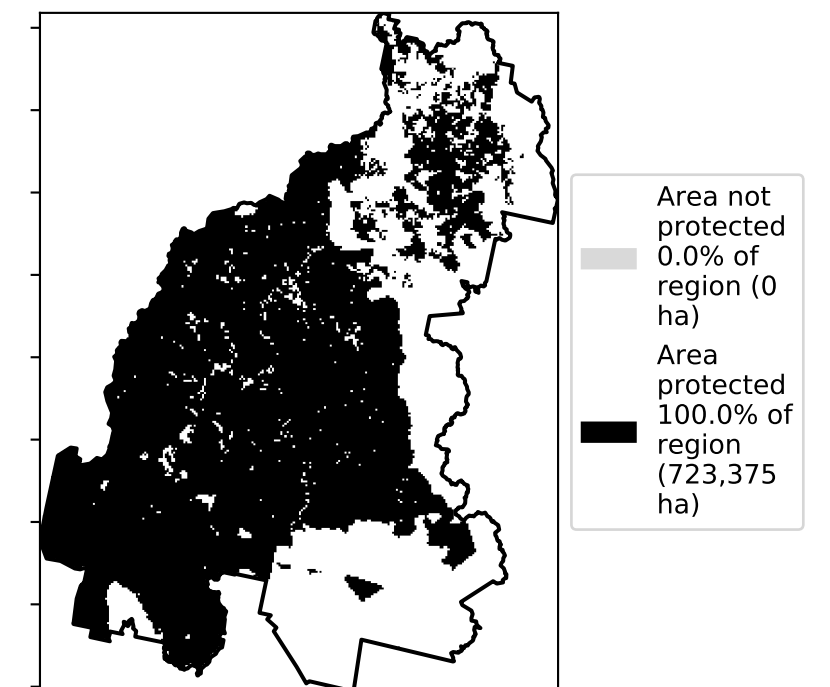 Area not
protected
0.0% of
region (0
ha)
Area
protected
100.0% of
region
(723,375
ha)